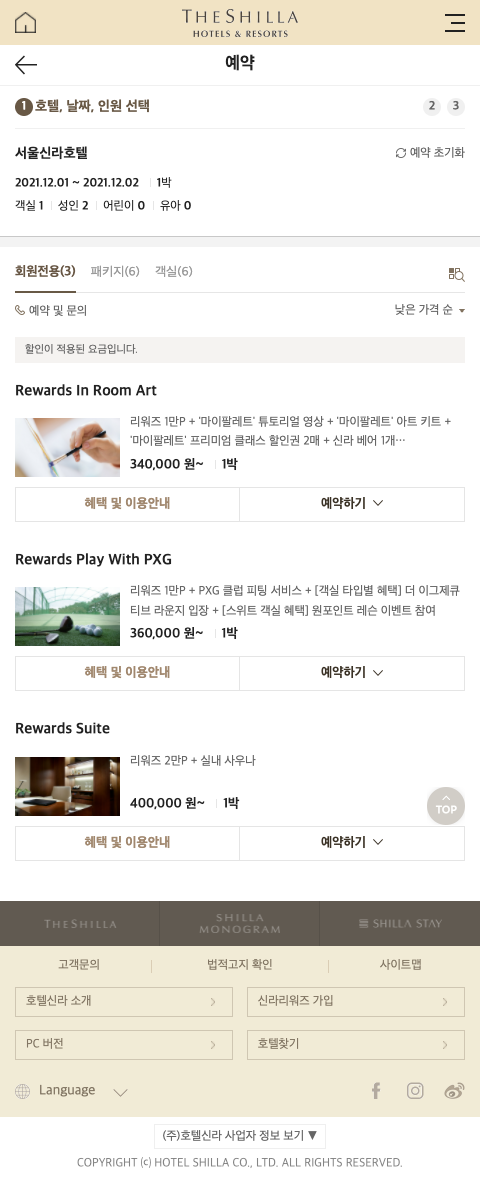 THE SHILLA
HOTELS & RESORTS
예약
1 호텔, 날짜, 인원 선택 2 3
서울신라호텔 예약 초기화
2021.12.01 ~ 2021.12.02 1박
객실 1 성인 2 어린이 0 유아 0
회원전용(3) 패키지(6) 객실(6)
예약 및 문의 낮은 가격 순
할인이 적용된 요금입니다.
Rewards In Room Art
리워즈 1만P + '마이팔레트' 튜토리얼 영상 + '마이팔레트' 아트 키트 +
'마이팔레트' 프리미엄 클래스 할인권 2매 + 신라 베어 1개…
340,000 원~ 1박
혜택 및 이용안내 예약하기
Rewards Play With PXG
리워즈 1만P + PXG 클럽 피팅 서비스 + [객실 타입별 혜택] 더 이그제큐
티브 라운지 입장 + [스위트 객실 혜택] 원포인트 레슨 이벤트 참여
360,000 원~ 1박
혜택 및 이용안내 예약하기
Rewards Suite
리워즈 2만P + 실내 사우나
400,000 원~ 1박
TOP
혜택 및 이용안내 예약하기
THE SHILLA SHILLA MONOGRAM SHILLA STAY
고객문의 법적고지 확인 사이트맵
호텔신라 소개 신라리워즈 가입
PC 버전 호텔찾기
Language
(주)호텔신라 사업자 정보 보기 ▼
COPYRIGHT (c) HOTEL SHILLA CO., LTD. ALL RIGHTS RESERVED.